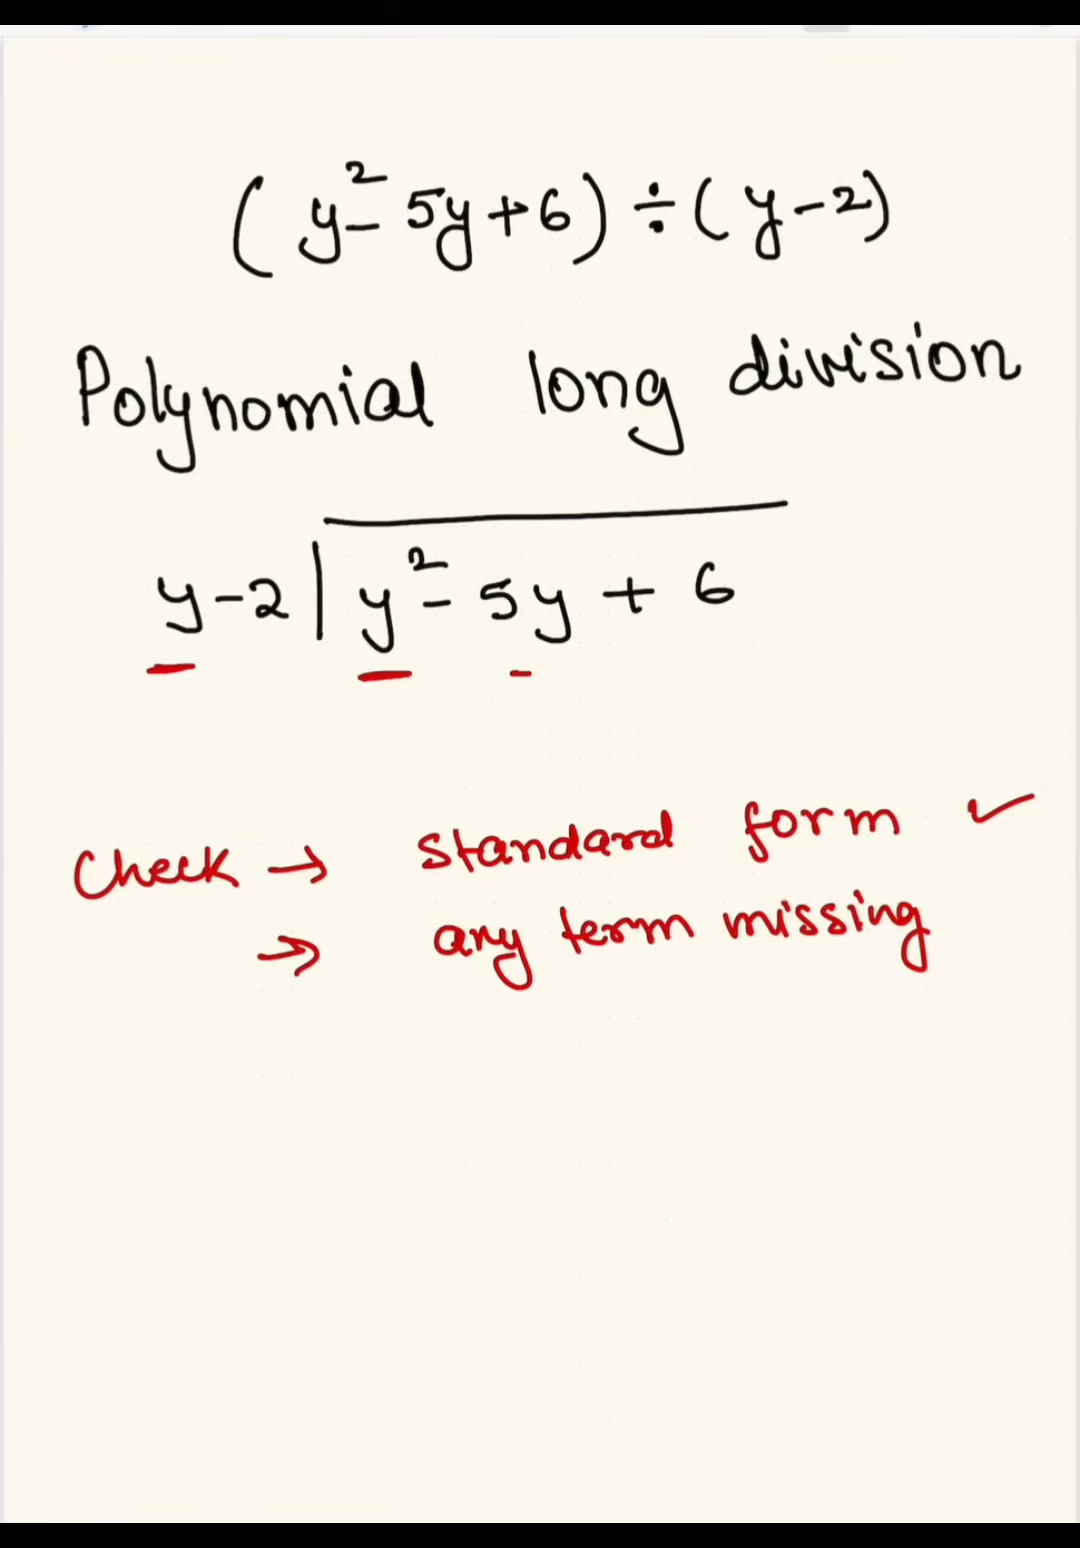 (y²-5y+6)÷(y-2)
Polynomial long division
y-2|y²-5y+6
Check → standard form ✓
→ any term missing